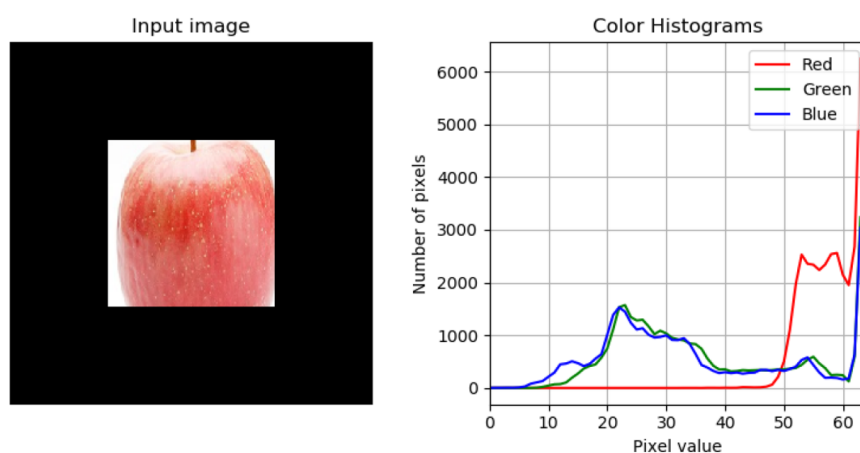 Input image
Color Histograms
Red
Green
Blue
Number of pixels
6000
5000
4000
3000
2000
1000
0
0 10 20 30 40 50 60
Pixel value